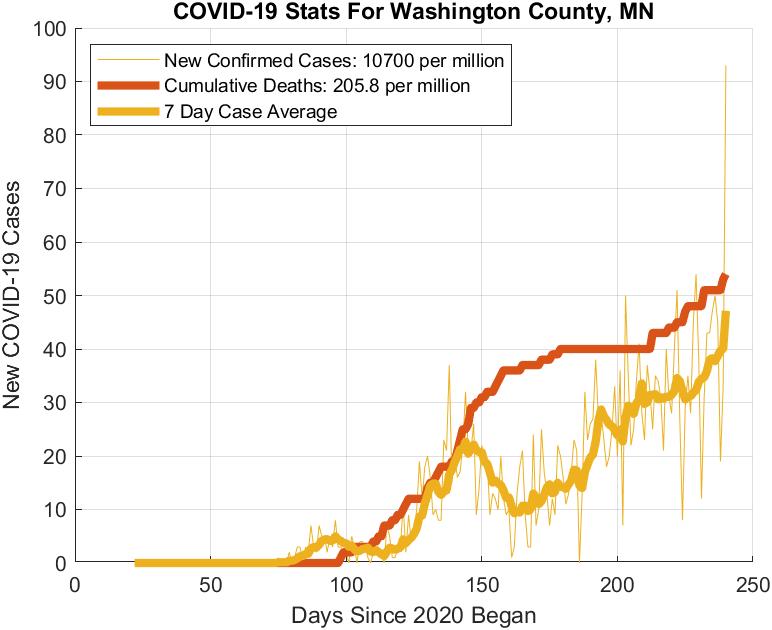 COVID-19 Stats For Washington County, MN
100
90
80
70
60
50
40
30
20
10
0
New Confirmed Cases: 10700 per million
Cumulative Deaths: 205.8 per million
7 Day Case Average
New COVID-19 Cases
0 50 100 150 200 250
Days Since 2020 Began